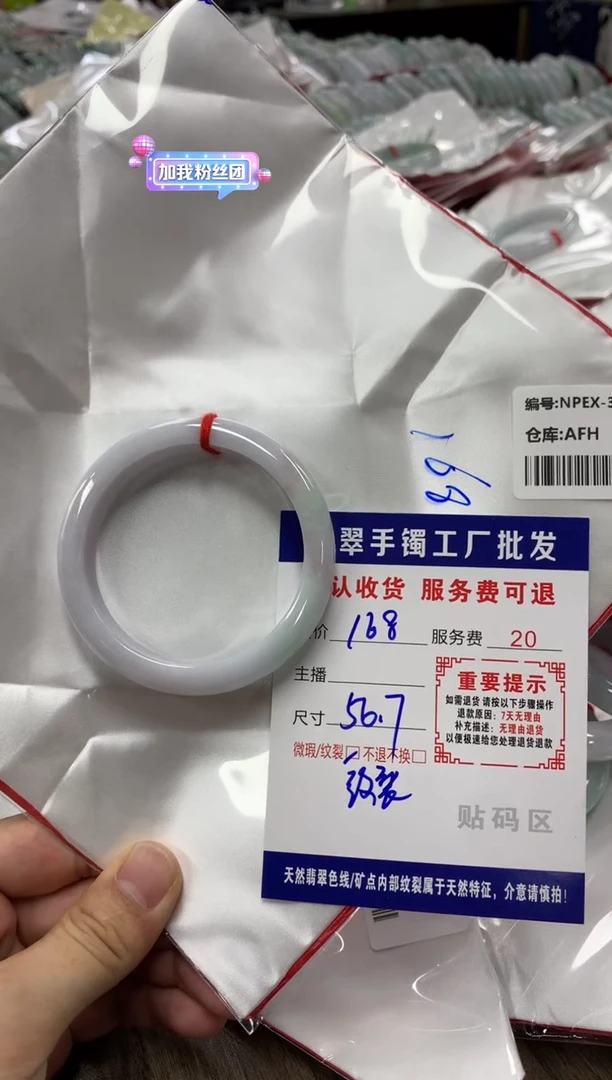 加我粉丝团
编号:NPEX-3
仓库:AFH
168
翠手镯工厂批发
认收货 服务费可退
价 168 服务费 20
主播
尺寸 56.7
重要提示
如需退货 请按以下步骤操作
退款原因: 7天无理由
补充描述: 无理由退货
以便极速给您处理退货退款
微瑕/纹裂□ 不退不换□
纹裂
贴码区
天然翡翠色线/矿点内部纹裂属于天然特征，介意请慎拍!